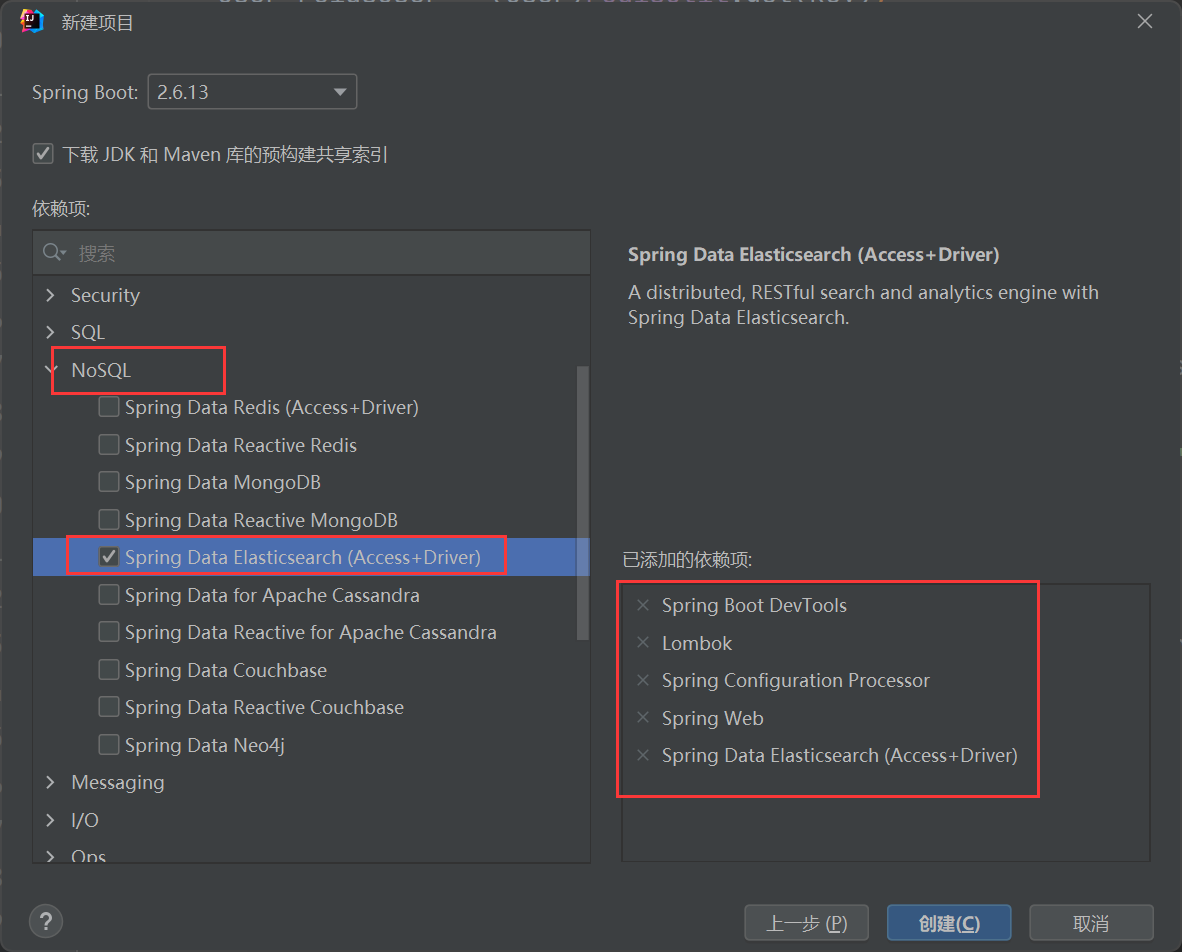 新建项目
Spring Boot: 2.6.13
下载 JDK 和 Maven 库的预构建共享索引
依赖项:
搜索
Security
SQL
NoSQL
Spring Data Redis (Access+Driver)
Spring Data Reactive Redis
Spring Data MongoDB
Spring Data Reactive MongoDB
Spring Data Elasticsearch (Access+Driver)
Spring Data for Apache Cassandra
Spring Data Reactive for Apache Cassandra
Spring Data Couchbase
Spring Data Reactive Couchbase
Spring Data Neo4j
Messaging
I/O
Ops
Spring Data Elasticsearch (Access+Driver)
A distributed, RESTful search and analytics engine with
Spring Data Elasticsearch.
已添加的依赖项:
Spring Boot DevTools
Lombok
Spring Configuration Processor
Spring Web
Spring Data Elasticsearch (Access+Driver)
?
上一步 (P) 创建(C) 取消